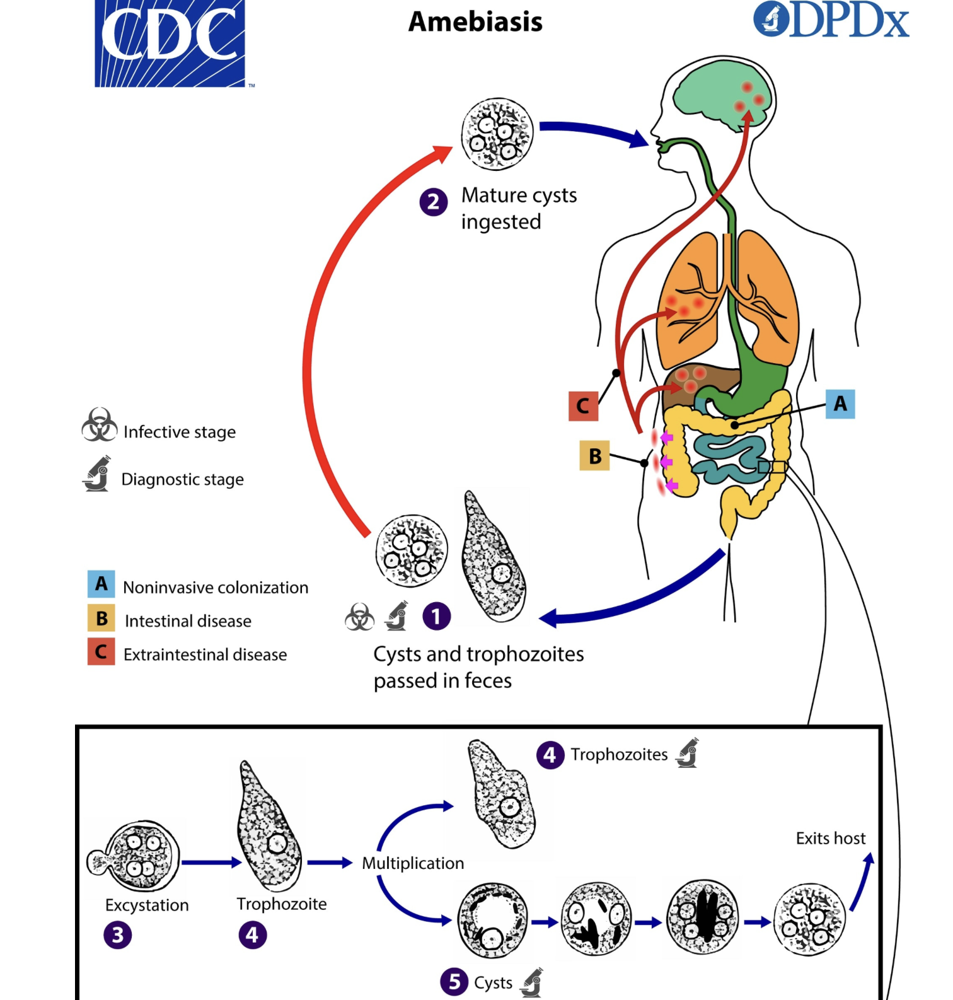 CDC
TM
Amebiasis
DPDx
2
Mature cysts
ingested
C
A
B
Infective stage
Diagnostic stage
A Noninvasive colonization
B Intestinal disease
C Extraintestinal disease
1
Cysts and trophozoites
passed in feces
4 Trophozoites
Exits host
Multiplication
Excystation
3
Trophozoite
4
5 Cysts